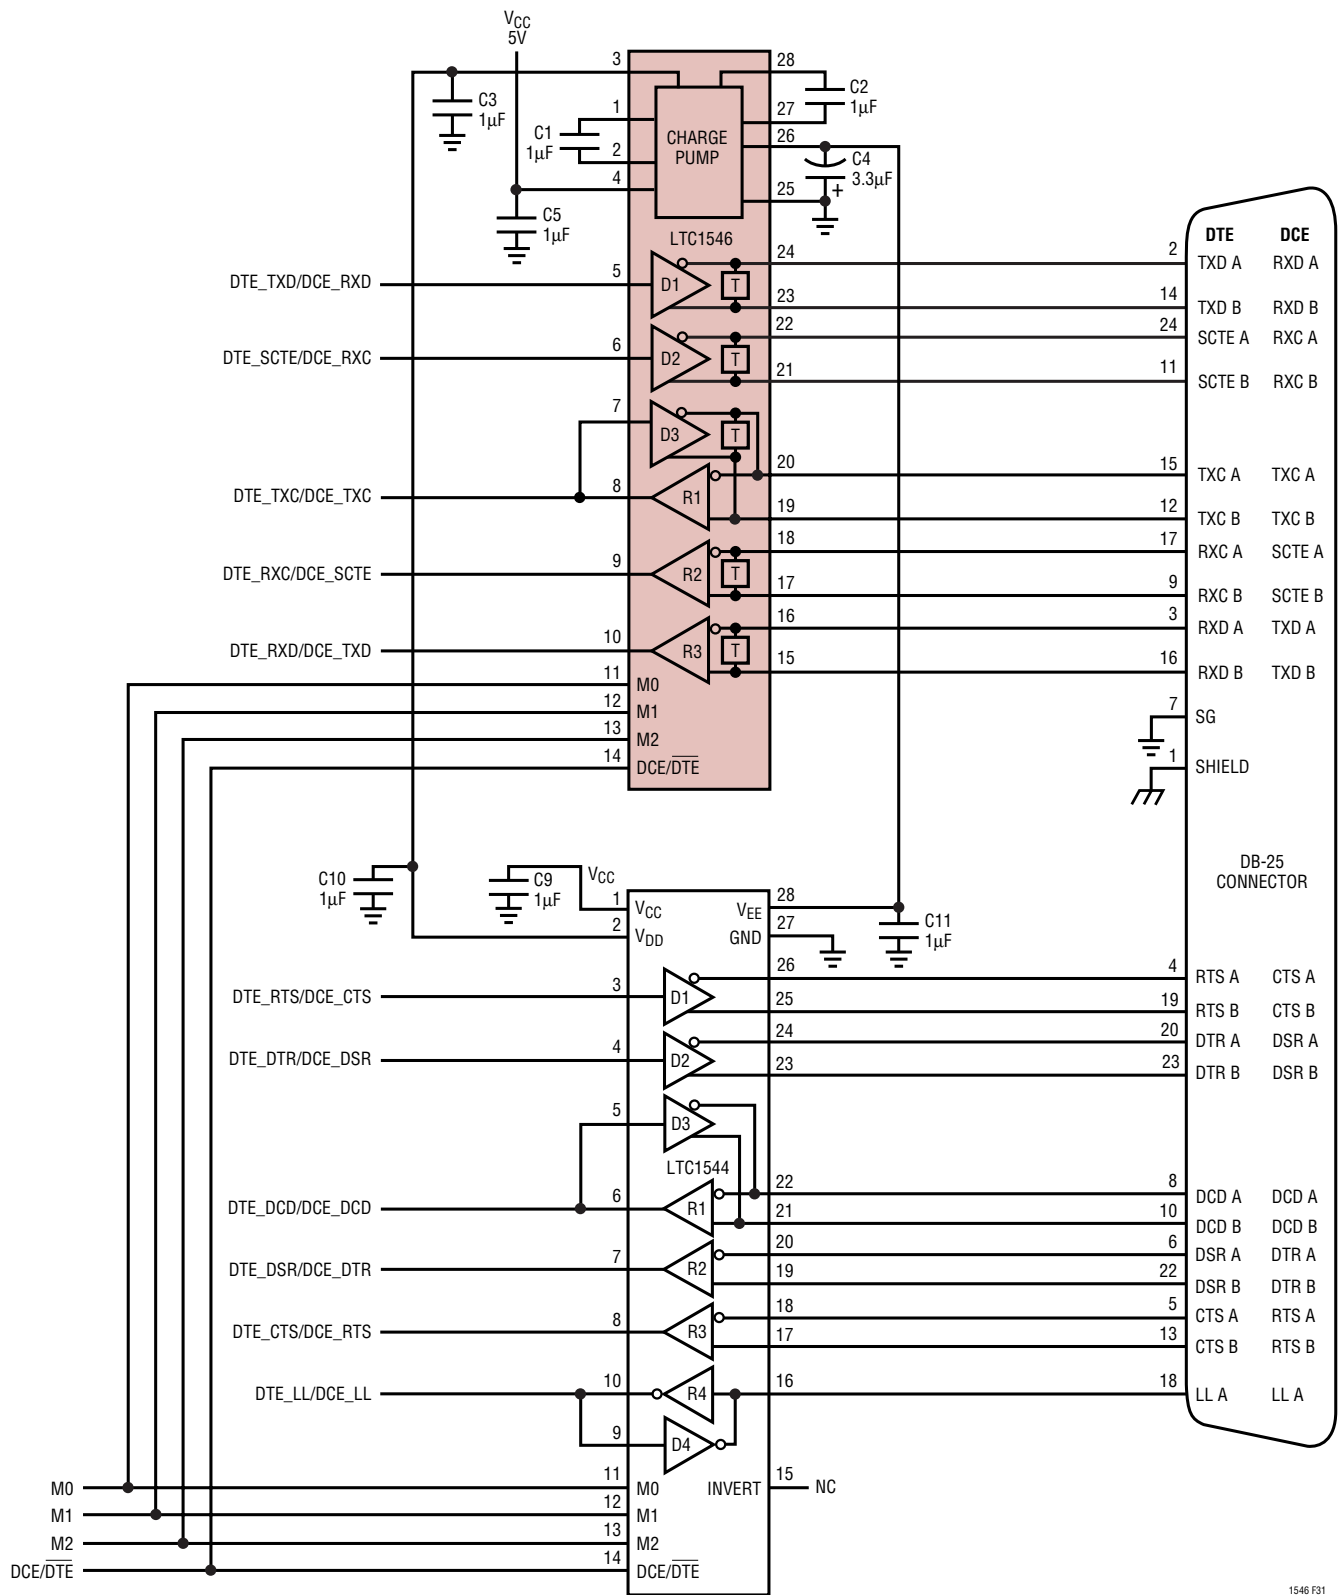 VCC
5V
3
28
C3
1µF
C2
1µF
1
27
C1
1µF
CHARGE
PUMP
26
2
C4
3.3µF
+
4
25
C5
1µF
LTC1546
DTE DCE
DTE_TXD/DCE_RXD 5 D1 T 24 2 TXD A RXD A
23 14 TXD B RXD B
DTE_SCTE/DCE_RXC 6 D2 T 22 24 SCTE A RXC A
21 11 SCTE B RXC B
7 D3 T
20 15 TXC A TXC A
DTE_TXC/DCE_TXC 8 R1
19 12 TXC B TXC B
18 17 RXC A SCTE A
DTE_RXC/DCE_SCTE 9 R2 T
17 9 RXC B SCTE B
16 3 RXD A TXD A
DTE_RXD/DCE_TXD 10 R3 T
15 16 RXD B TXD B
11 M0
12 M1
13 M2
14 DCE/DTE
7 SG
1 SHIELD
DB-25
CONNECTOR
C10
1µF
C9
1µF
VCC
1 VCC
2 VDD
VEE 28
GND 27
C11
1µF
DTE_RTS/DCE_CTS 3 D1 26 4 RTS A CTS A
25 19 RTS B CTS B
DTE_DTR/DCE_DSR 4 D2 24 20 DTR A DSR A
23 23 DTR B DSR B
5 D3
LTC1544
22 8 DCD A DCD A
DTE_DCD/DCE_DCD 6 R1
21 10 DCD B DCD B
20 6 DSR A DTR A
DTE_DSR/DCE_DTR 7 R2
19 22 DSR B DTR B
18 5 CTS A RTS A
DTE_CTS/DCE_RTS 8 R3
17 13 CTS B RTS B
DTE_LL/DCE_LL 10 R4 16 18 LL A LL A
9 D4
M0 11 M0 INVERT 15 NC
M1 12 M1
M2 13 M2
DCE/DTE 14 DCE/DTE
1546 F31